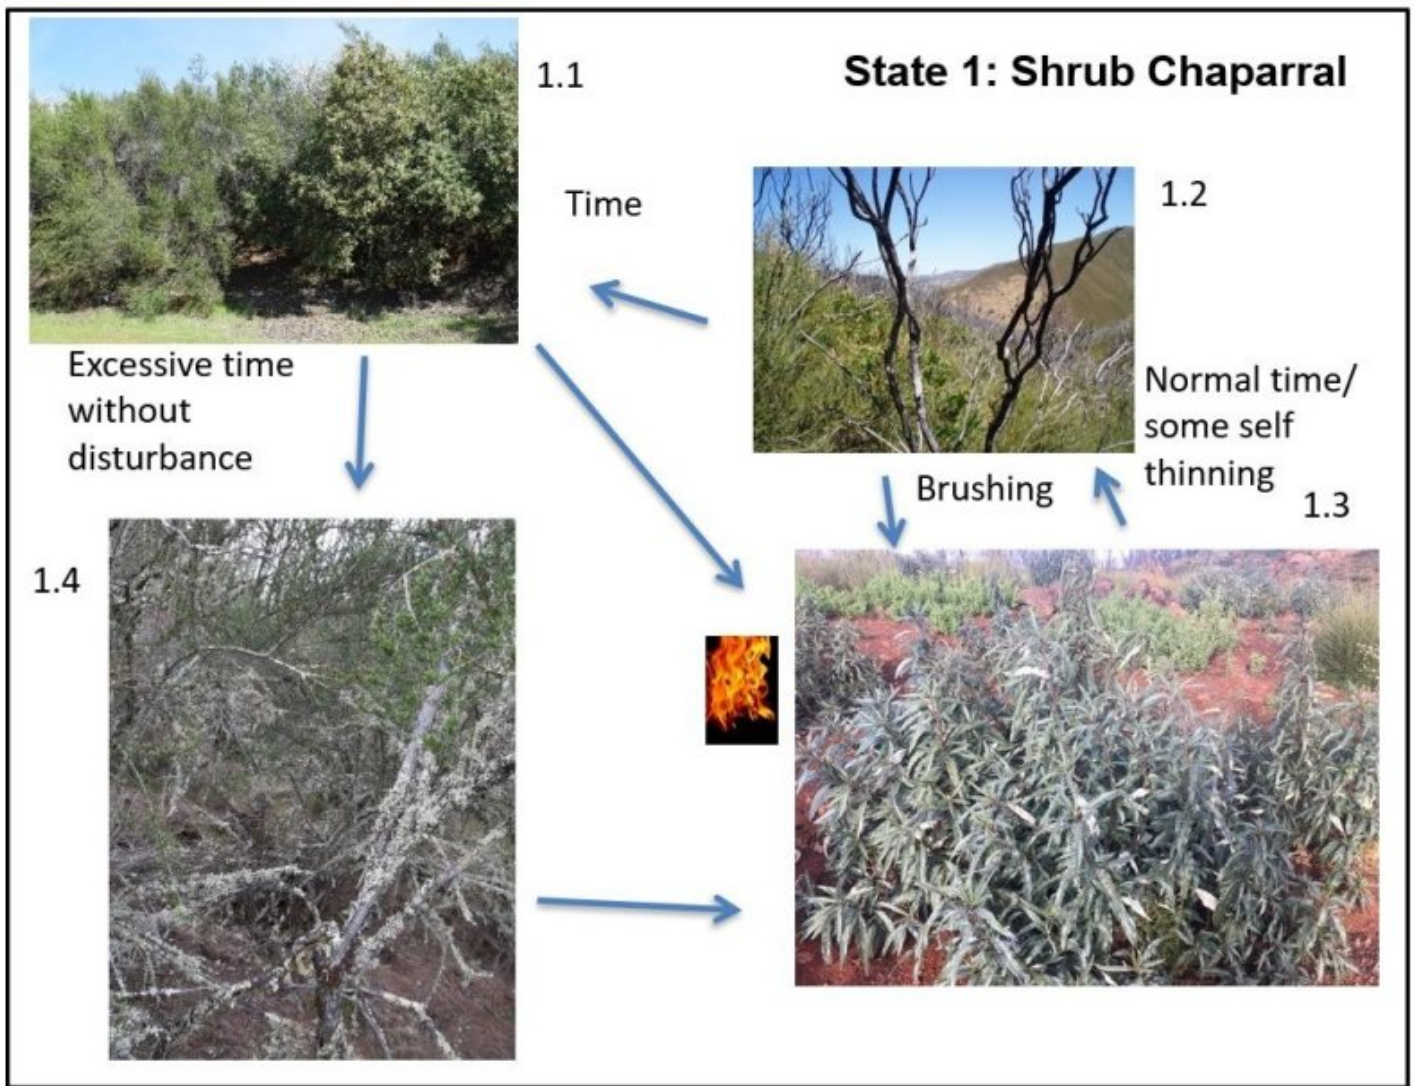 State 1: Shrub Chaparral
1.1
1.2
Time
Excessive time
without
disturbance
Normal time/
some self
thinning
Brushing
1.3
1.4